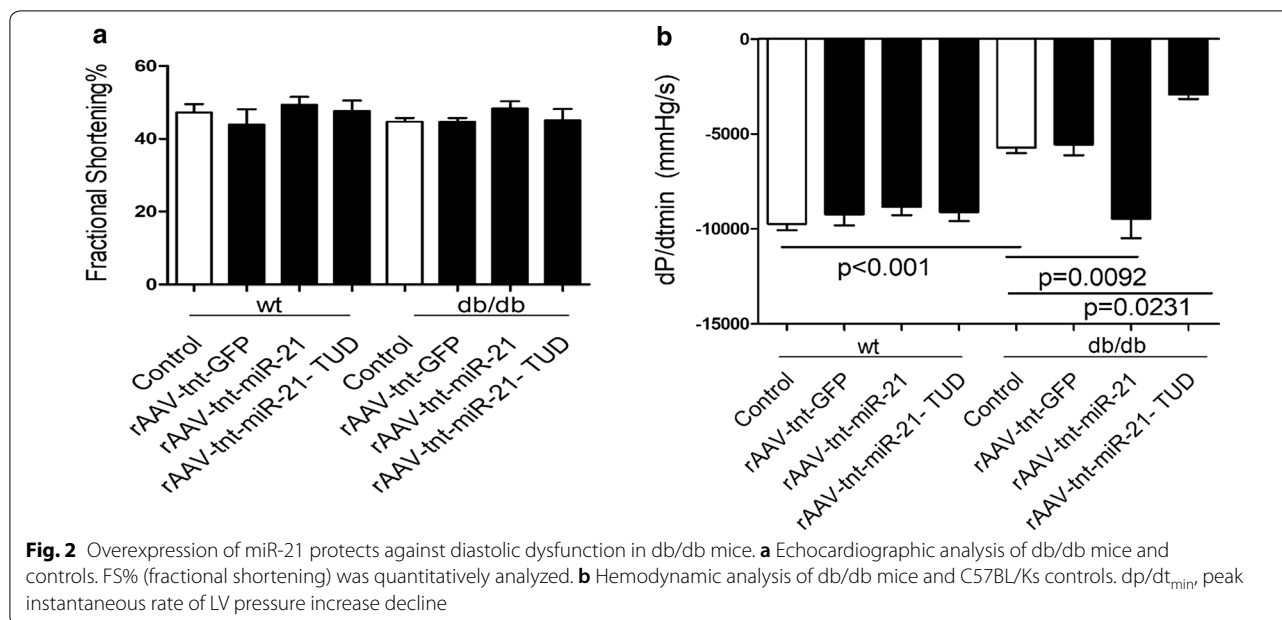 a
Fractional Shortening%
80
60
40
20
0
wt
db/db
Control
rAAV-tnt-GFP
rAAV-tnt-miR-21
rAAV-tnt-miR-21- TUD
Control
rAAV-tnt-GFP
rAAV-tnt-miR-21
rAAV-tnt-miR-21- TUD
b
dP/dtmin (mmHg/s)
0
-5000
-10000
-15000
p<0.001
p=0.0092
p=0.0231
wt
db/db
Control
rAAV-tnt-GFP
rAAV-tnt-miR-21
rAAV-tnt-miR-21- TUD
Control
rAAV-tnt-GFP
rAAV-tnt-miR-21
rAAV-tnt-miR-21- TUD
Fig. 2 Overexpression of miR-21 protects against diastolic dysfunction in db/db mice. a Echocardiographic analysis of db/db mice and
controls. FS% (fractional shortening) was quantitatively analyzed. b Hemodynamic analysis of db/db mice and C57BL/Ks controls. dp/dtmin, peak
instantaneous rate of LV pressure increase decline